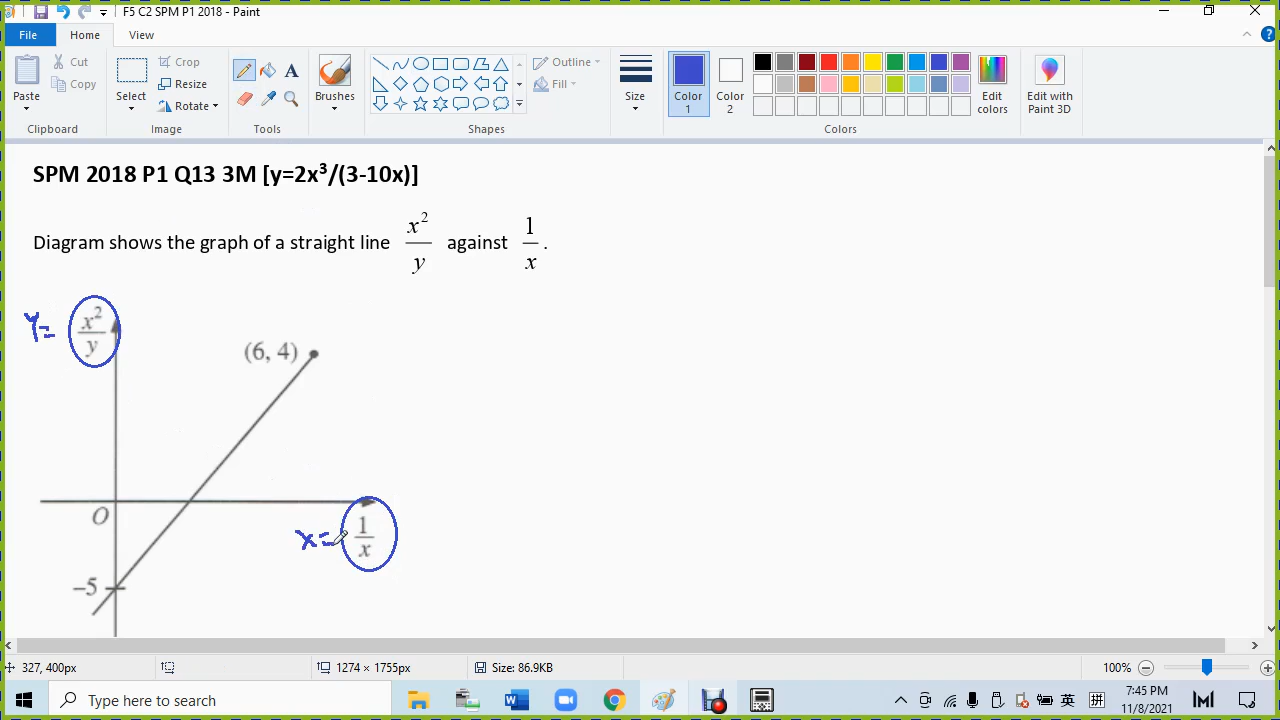 F5 C2 SPM P1 2018 - Paint
File Home View
Paste Cut Copy Clipboard
Select Crop Resize Rotate Image
Tools
Brushes
Outline Fill Shapes
Size
Color 1 Color 2 Edit colors Colors
Edit with Paint 3D
SPM 2018 P1 Q13 3M [y=2x³/(3-10x)]
Diagram shows the graph of a straight line x²/y against 1/x.
Y= x²/y
(6, 4)
O
X= 1/x
–5
327, 400px 1274 × 1755px Size: 86.9KB 100%
Type here to search 英 拼 7:45 PM
11/8/2021